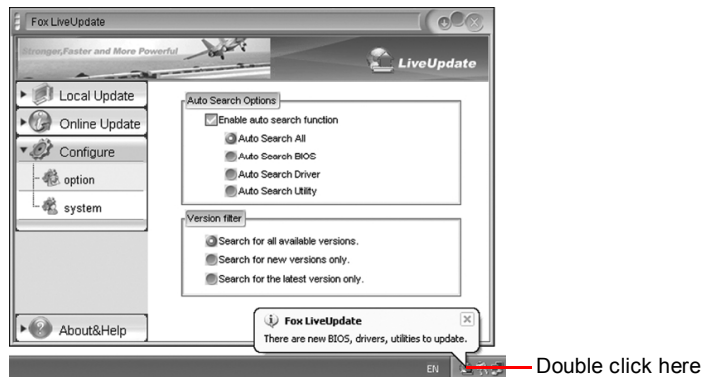 Fox LiveUpdate
Stronger,Faster and More Powerful
LiveUpdate
Local Update
Online Update
Configure
option
system
About&Help
Auto Search Options
Enable auto search function
Auto Search All
Auto Search BIOS
Auto Search Driver
Auto Search Utility
Version filter
Search for all available versions.
Search for new versions only.
Search for the latest version only.
Fox LiveUpdate
There are new BIOS, drivers, utilities to update.
EN
Double click here